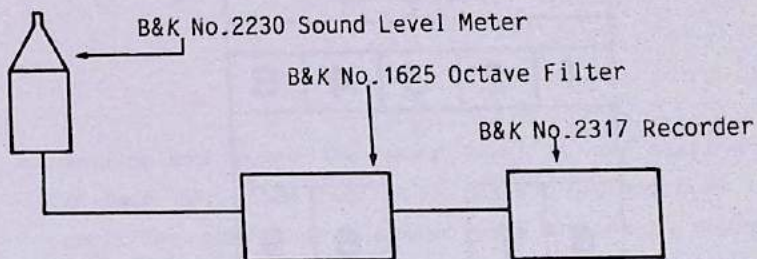 B&K No.2230 Sound Level Meter
B&K No.1625 Octave Filter
B&K No.2317 Recorder